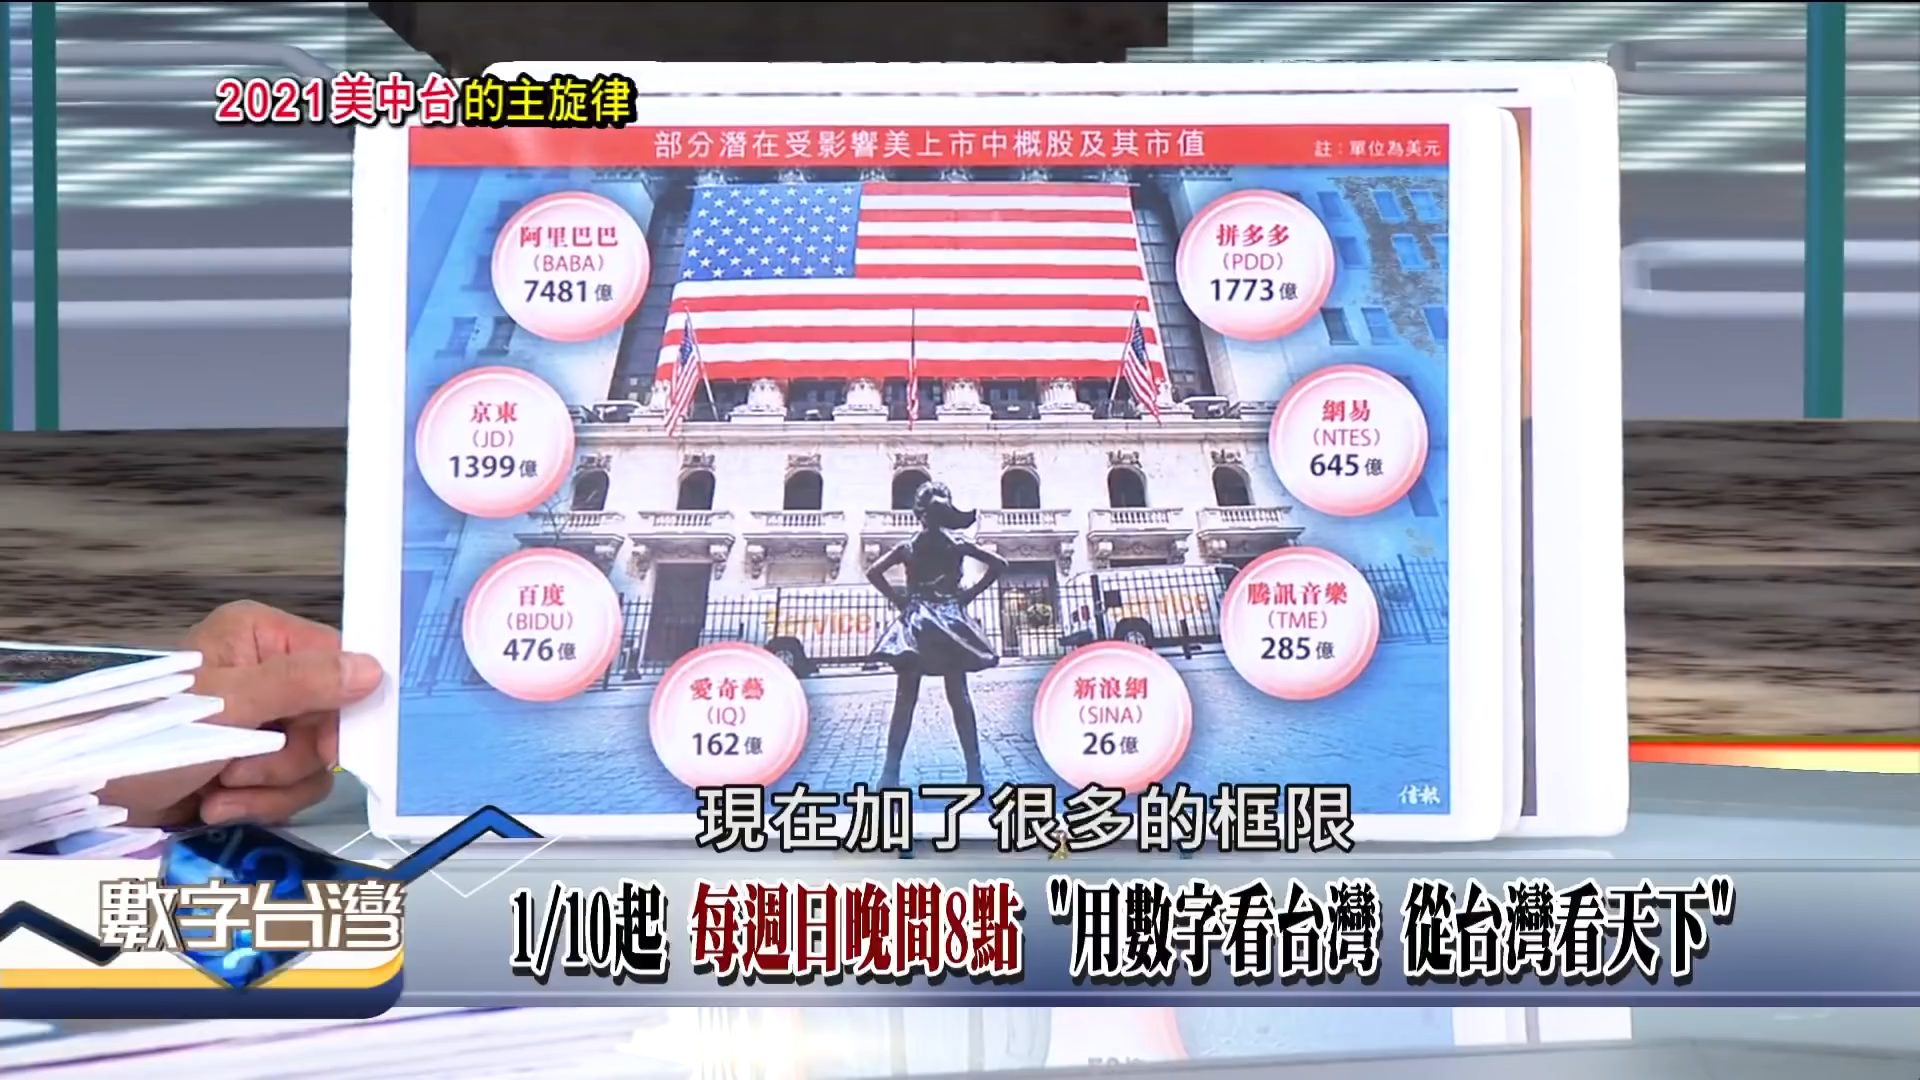 2021美中台的主旋律
部分潛在受影響美上市中概股及其市值
註：單位為美元
阿里巴巴
(BABA)
7481億
拼多多
(PDD)
1773億
京東
(JD)
1399億
網易
(NTES)
645億
百度
(BIDU)
476億
騰訊音樂
(TME)
285億
愛奇藝
(IQ)
162億
新浪網
(SINA)
26億
Service
Service
信報
現在加了很多的框限
數字台灣
1/10起 每週日晚間8點 "用數字看台灣 從台灣看天下"